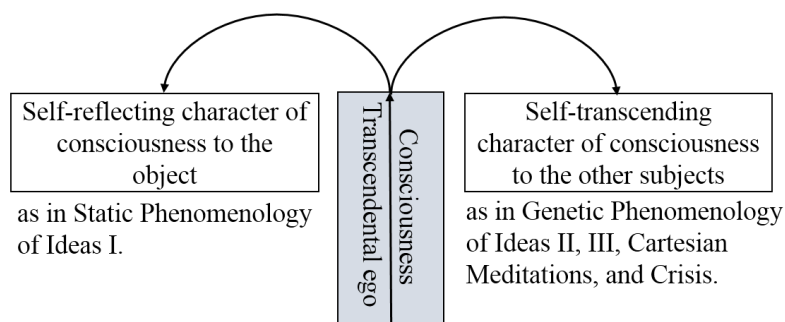 Self-reflecting character of
consciousness to the
object
as in Static Phenomenology
of Ideas I.
Consciousness
Transcendental ego
Self-transcending
character of consciousness
to the other subjects
as in Genetic Phenomenology
of Ideas II, III, Cartesian
Meditations, and Crisis.